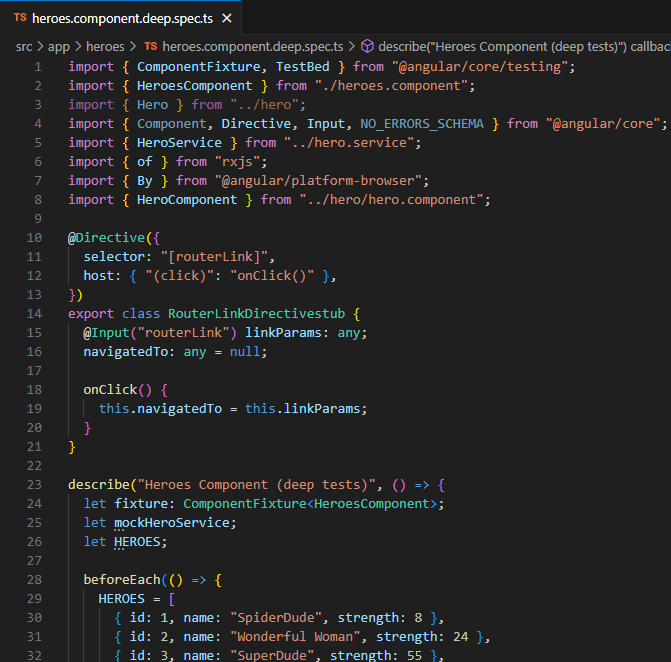 TS heroes.component.deep.spec.ts ×
src > app > heroes > TS heroes.component.deep.spec.ts > describe("Heroes Component (deep tests)") callba
1 import { ComponentFixture, TestBed } from "@angular/core/testing";
2 import { HeroesComponent } from "./heroes.component";
3 import { Hero } from "../hero";
4 import { Component, Directive, Input, NO_ERRORS_SCHEMA } from "@angular/core";
5 import { HeroService } from "../hero.service";
6 import { of } from "rxjs";
7 import { By } from "@angular/platform-browser";
8 import { HeroComponent } from "../hero/hero.component";
9
10 @Directive({
11   selector: "[routerLink]",
12   host: { "(click)": "onClick()" },
13 })
14 export class RouterLinkDirectivestub {
15   @Input("routerLink") linkParams: any;
16   navigatedTo: any = null;
17
18   onClick() {
19     this.navigatedTo = this.linkParams;
20   }
21 }
22
23 describe("Heroes Component (deep tests)", () => {
24   let fixture: ComponentFixture<HeroesComponent>;
25   let mockHeroService;
26   let HEROES;
27
28   beforeEach(() => {
29     HEROES = [
30       { id: 1, name: "SpiderDude", strength: 8 },
31       { id: 2, name: "Wonderful Woman", strength: 24 },
32       { id: 3, name: "SuperDude", strength: 55 },